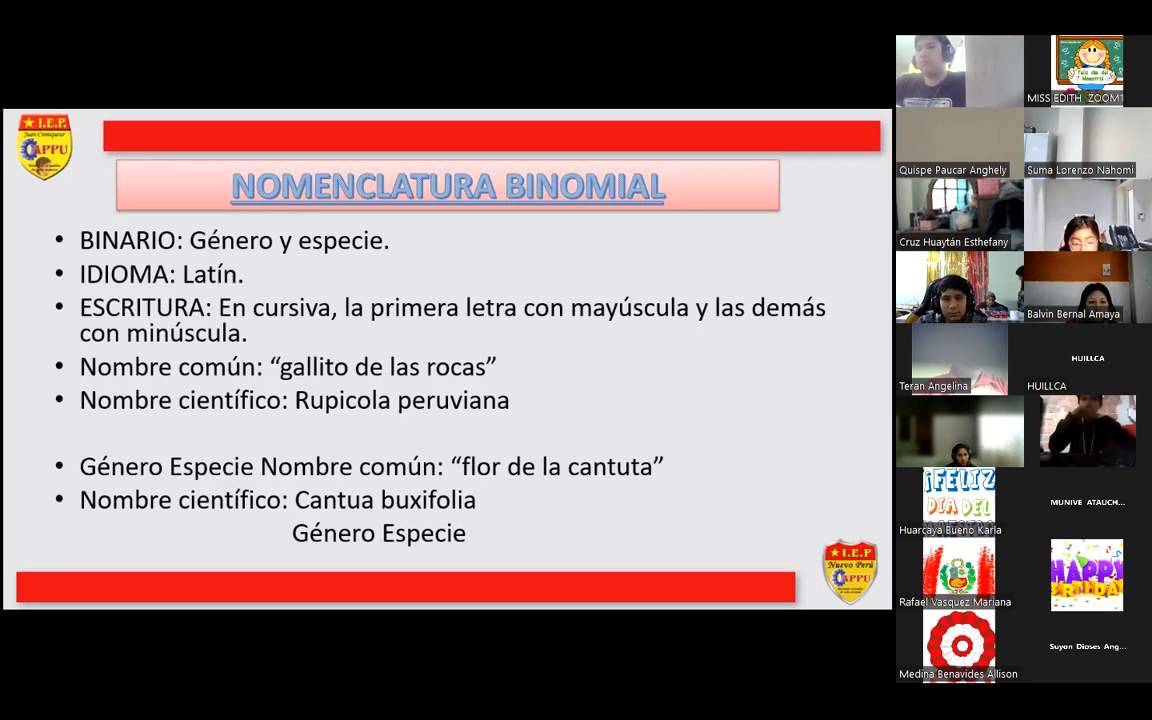 I.E.P.
Juan Crmiqueur
CAPPU
NOMENCLATURA BINOMIAL
• BINARIO: Género y especie.
• IDIOMA: Latín.
• ESCRITURA: En cursiva, la primera letra con mayúscula y las demás
con minúscula.
• Nombre común: “gallito de las rocas”
• Nombre científico: Rupicola peruviana
• Género Especie Nombre común: “flor de la cantuta”
• Nombre científico: Cantua buxifolia
Género Especie
I.E.P
Nuevo Perú
CAPPU
MISS EDITH ZOOM1
Quispe Paucar Anghely
Suma Lorenzo Nahomi
Cruz Huaytán Esthefany
Balvin Bernal Amaya
Teran Angelina
HUILLCA
HUILLCA
¡FELIZ
DIA DEL
Huarcaya Bueno Karla
MUNIVE ATAUCH...
Rafael Vasquez Mariana
HAPPY
BIRTHDAY
Medina Benavides Allison
Suyon Dioses Ang...